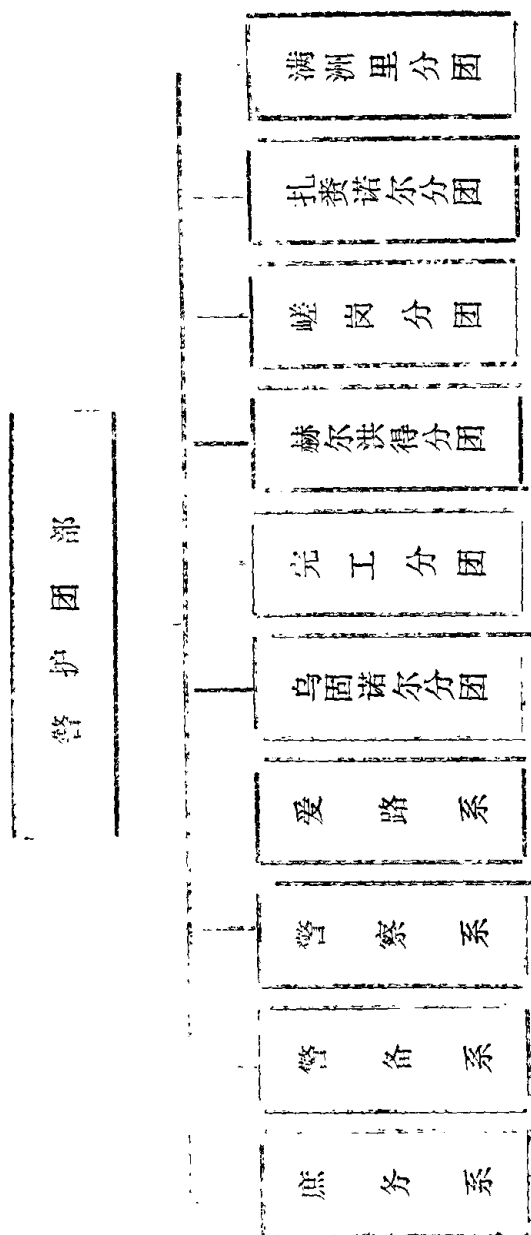 警护团部
满洲里分团
扎赉诺尔分团
嵯岗分团
赫尔洪得分团
完工分团
乌固诺尔分团
爱路系
警察系
警备系
庶务系